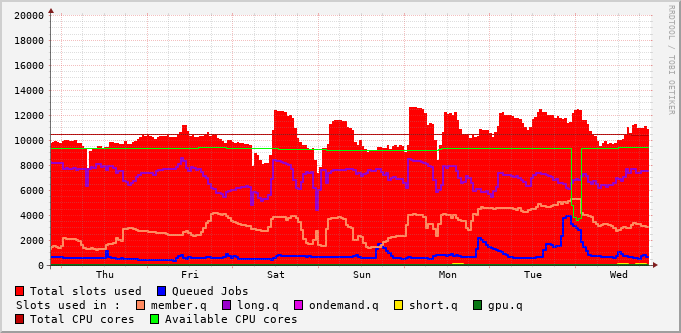 RRDTOOL / TOBI OETIKER
20000
18000
16000
14000
12000
10000
8000
6000
4000
2000
0
Thu Fri Sat Sun Mon Tue Wed
Total slots used Queued Jobs
Slots used in : member.q long.q ondemand.q short.q gpu.q
Total CPU cores Available CPU cores